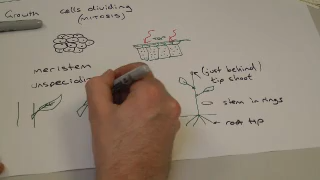 Growth
cells dividing
(MITOSIS)
meristem
(just behind)
tip shoot
stem in rings
root tip